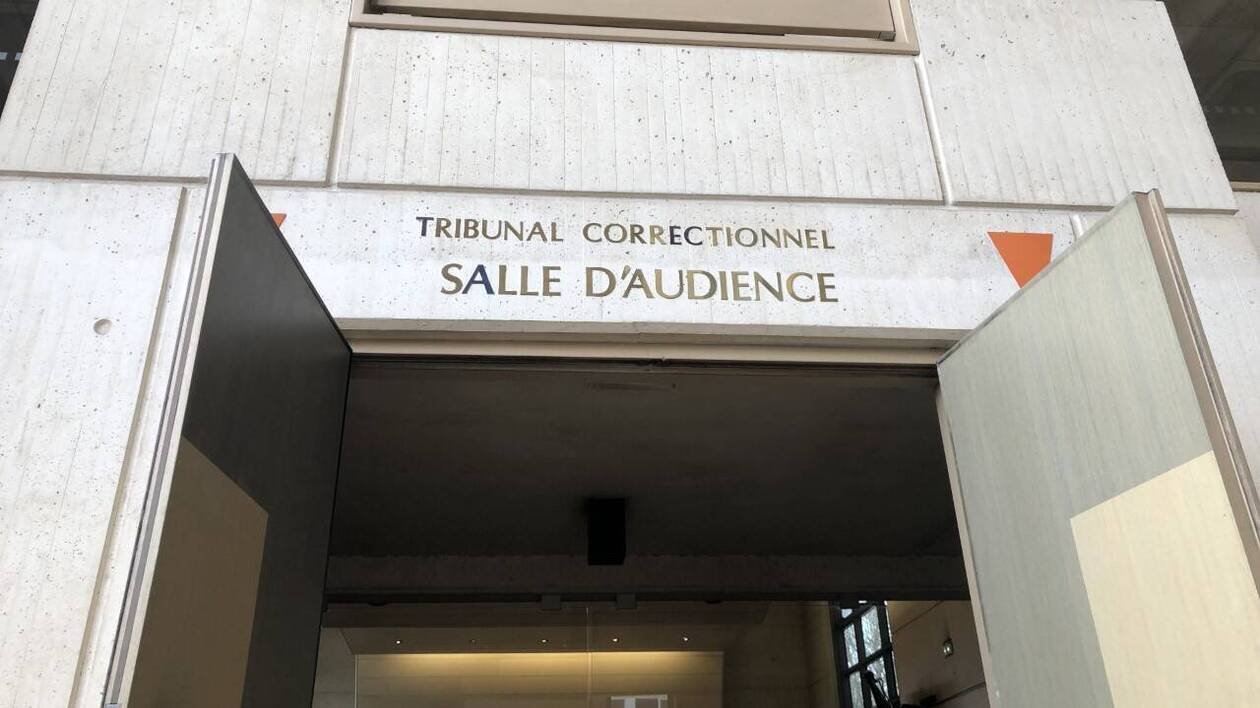 TRIBUNAL CORRECTIONNEL
SALLE D'AUDIENCE